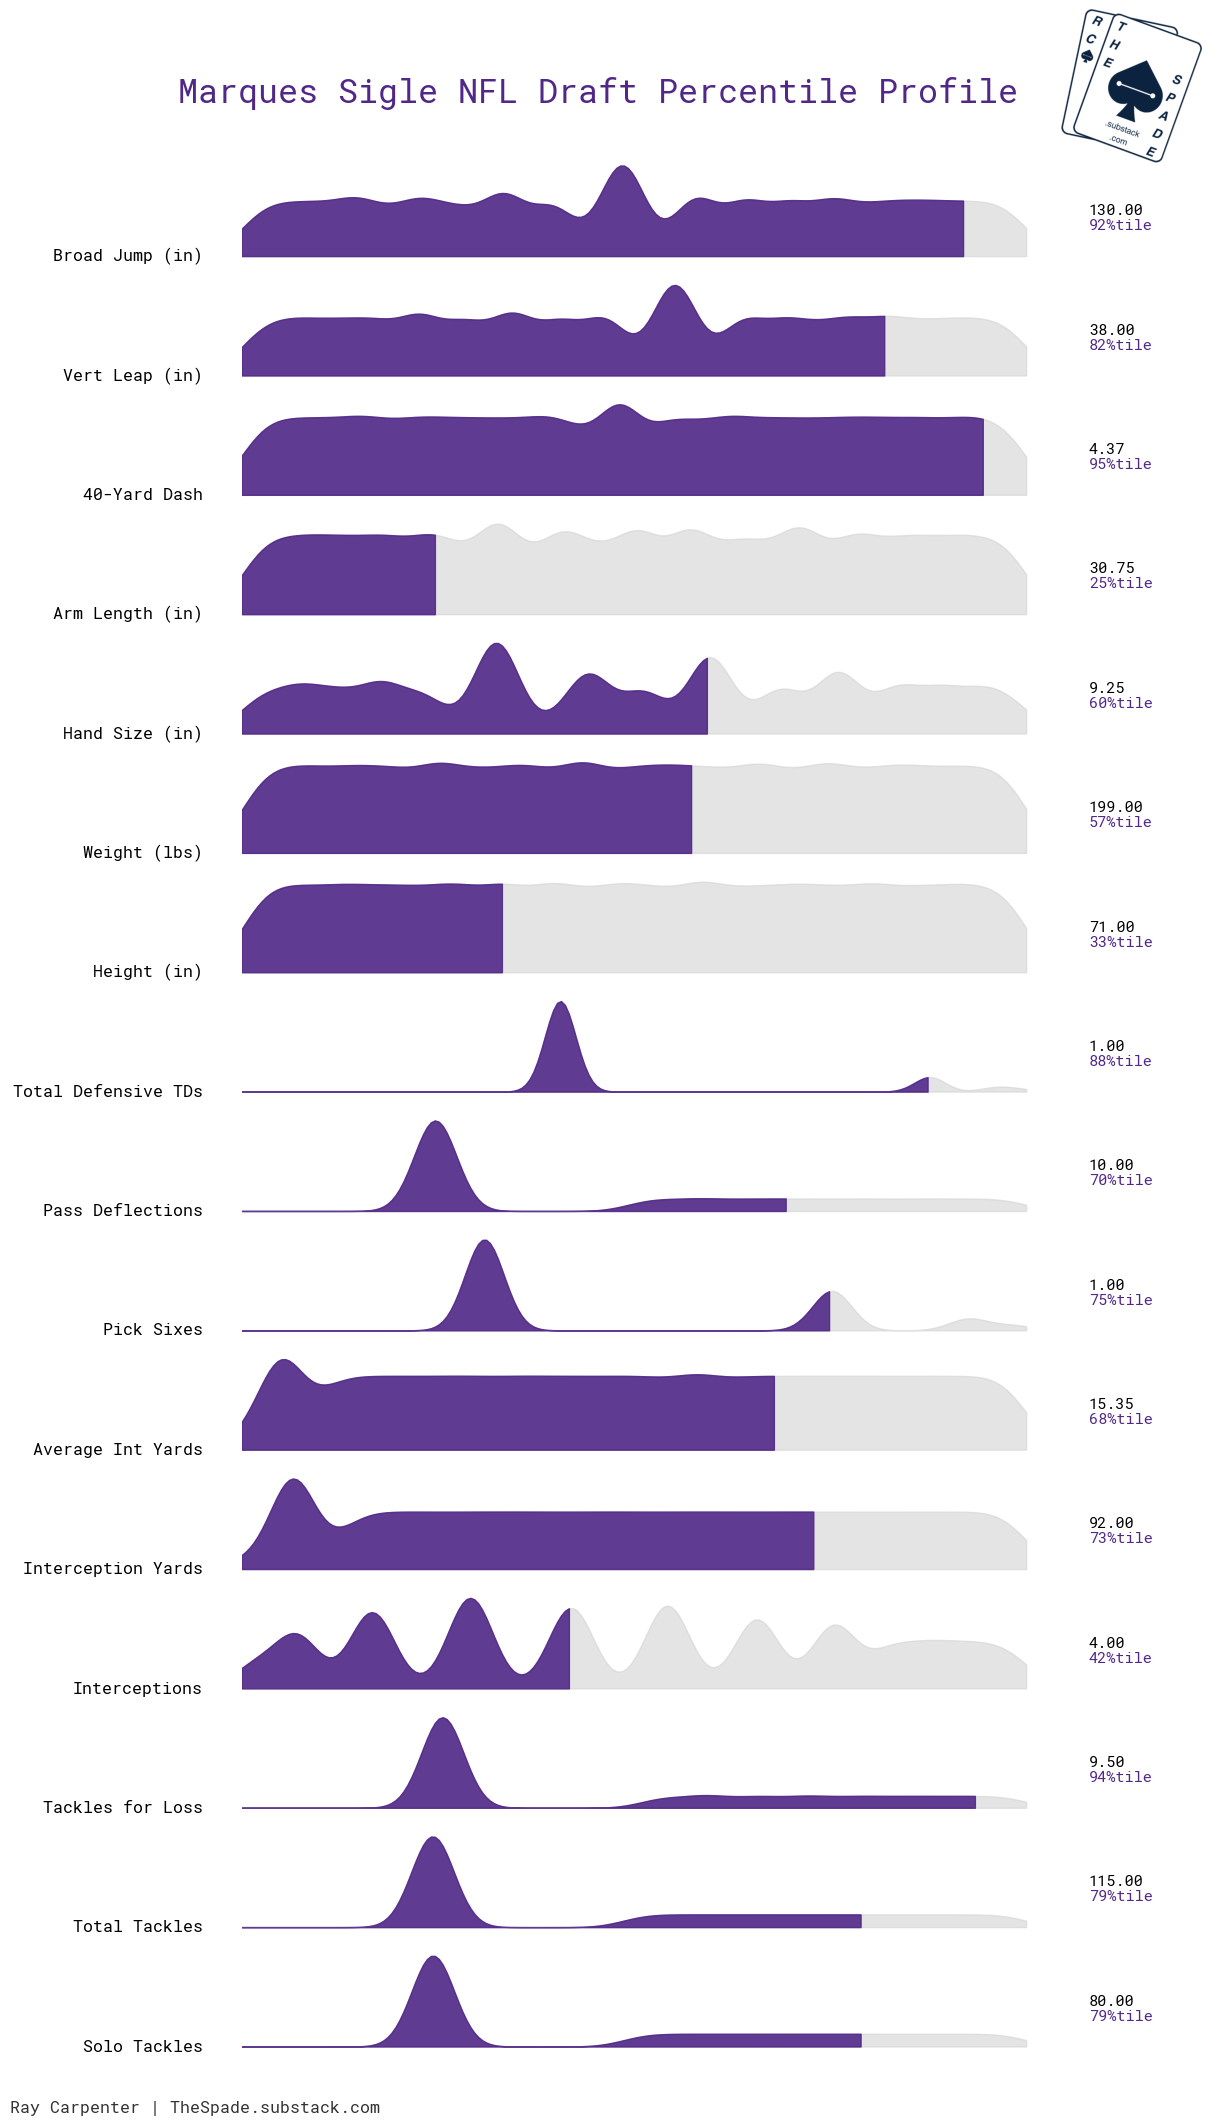 RC
THE
SPADE
.substack
.com
Marques Sigle NFL Draft Percentile Profile
130.00
92%tile
Broad Jump (in)
38.00
82%tile
Vert Leap (in)
4.37
95%tile
40-Yard Dash
30.75
25%tile
Arm Length (in)
9.25
60%tile
Hand Size (in)
199.00
57%tile
Weight (lbs)
71.00
33%tile
Height (in)
1.00
88%tile
Total Defensive TDs
10.00
70%tile
Pass Deflections
1.00
75%tile
Pick Sixes
15.35
68%tile
Average Int Yards
92.00
73%tile
Interception Yards
4.00
42%tile
Interceptions
9.50
94%tile
Tackles for Loss
115.00
79%tile
Total Tackles
80.00
79%tile
Solo Tackles
Ray Carpenter | TheSpade.substack.com